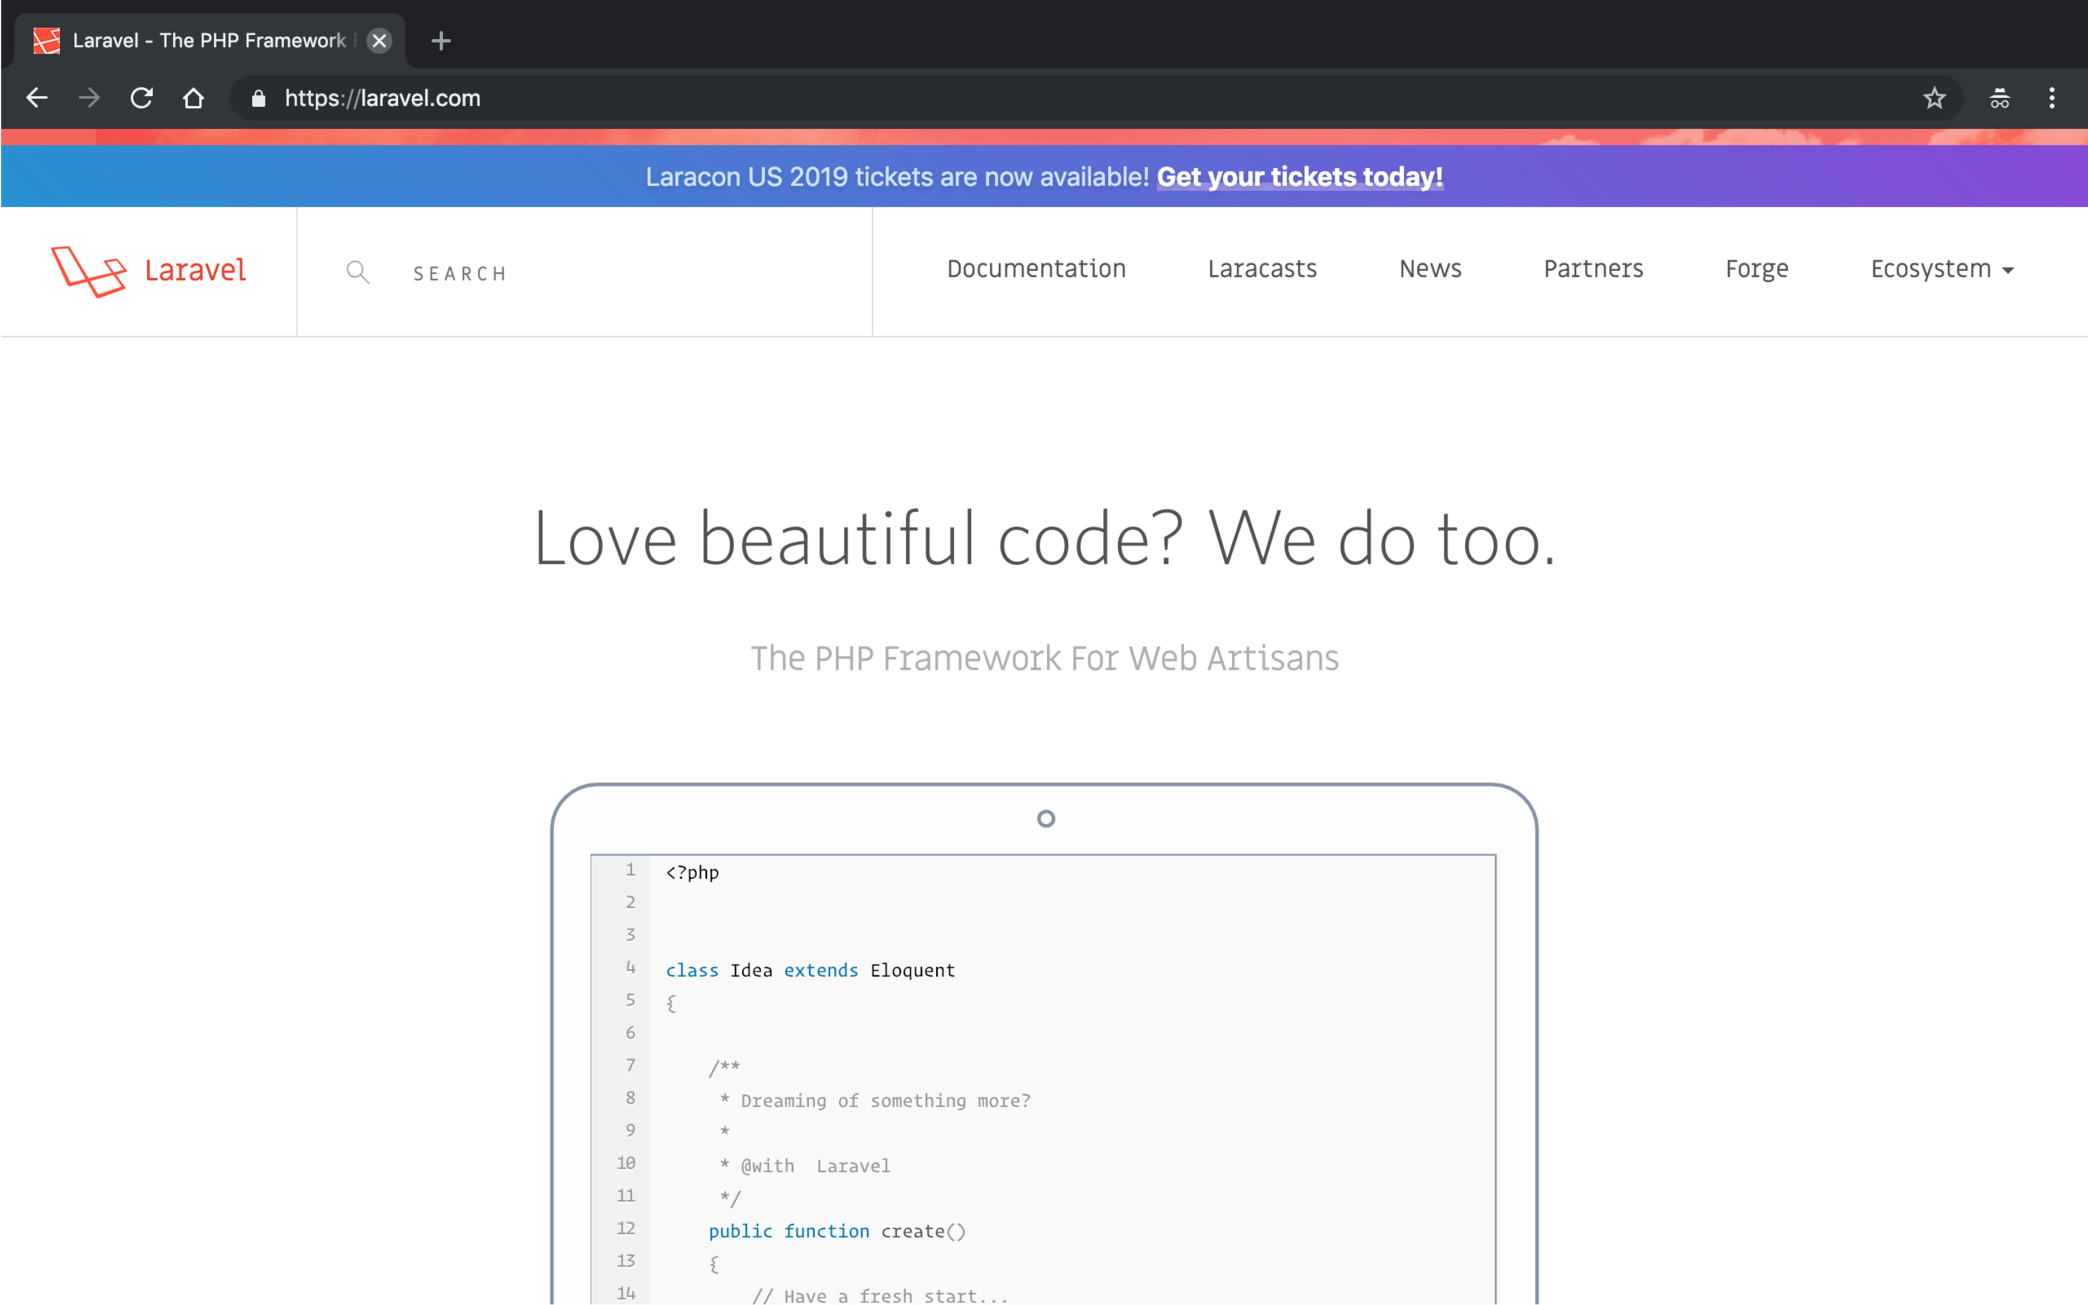 Laravel - The PHP Framework
https://laravel.com
Laracon US 2019 tickets are now available! Get your tickets today!
Laravel
SEARCH
Documentation
Laracasts
News
Partners
Forge
Ecosystem
Love beautiful code? We do too.
The PHP Framework For Web Artisans
1 <?php
2
3
4 class Idea extends Eloquent
5 {
6
7 /**
8 * Dreaming of something more?
9 *
10 * @with Laravel
11 */
12 public function create()
13 {
14 // Have a fresh start...